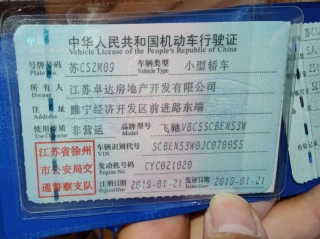 中华人民共和国机动车行驶证
Vehicle License of the People's Republic of China
号牌号码 苏C52M09 车辆类型 小型轿车
Plate No. Vehicle Type
所有人 江苏卓达房地产开发有限公司
Owner
住址 睢宁经济开发区前进路东端
Address
使用性质 非营运 品牌型号 飞驰V8CSSCBEN53W
Use Character Model
江苏省徐州 车辆识别代号 SCBEN53W0JC070055
市公安局交 VIN
通警察支队 发动机号码 CYC021020
Engine No.
注册日期 2019-01-21 发证日期 2019-01-21
Register Date Issue Date